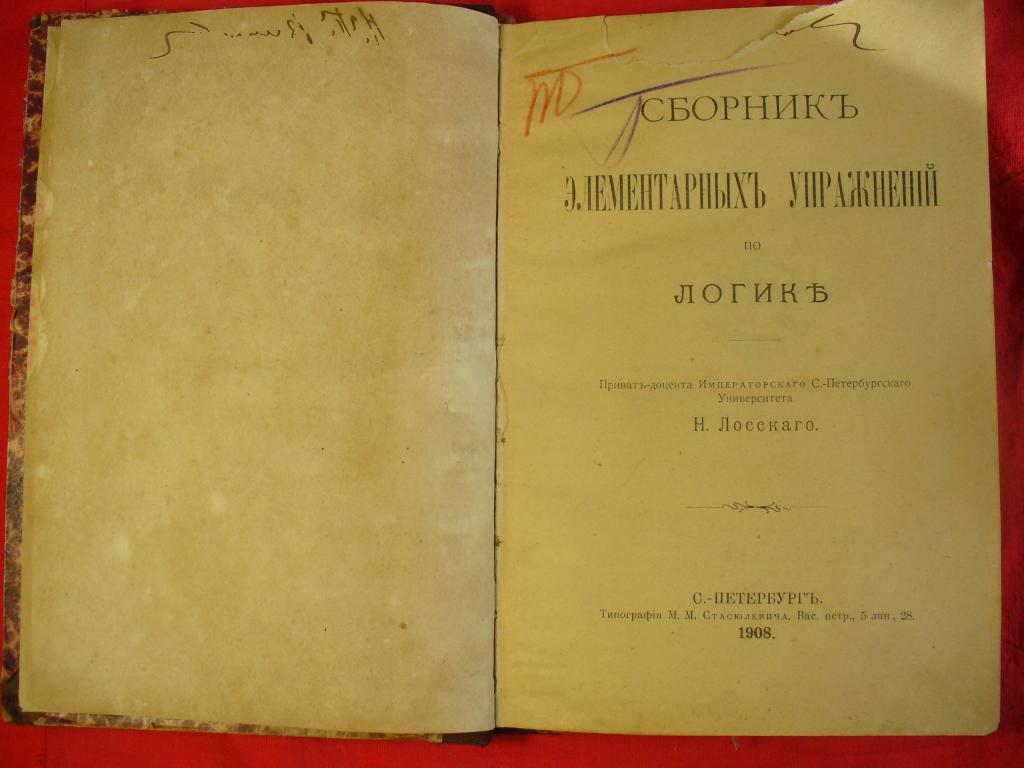 СБОРНИКЪ
ЭЛЕМЕНТАРНЫХЪ УПРАЖНЕНІЙ
ПО
ЛОГИКѢ
Приватъ-доцента Императорскаго С.-Петербургскаго
Университета
Н. Лосскаго.
С.-ПЕТЕРБУРГЪ.
Типографія М. М. Стасюлевича, Вас. остр., 5 лин., 28.
1908.